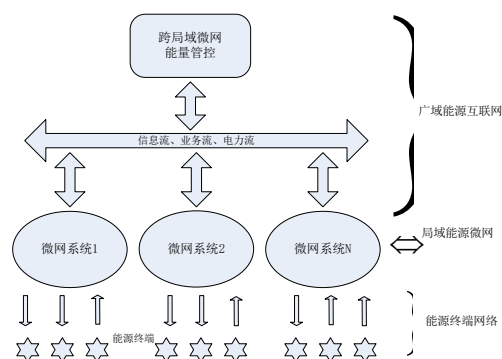 跨局域微网
能量管控
广域能源互联网
信息流、业务流、电力流
微网系统1
微网系统2
微网系统N
局域能源微网
能源终端
能源终端网络